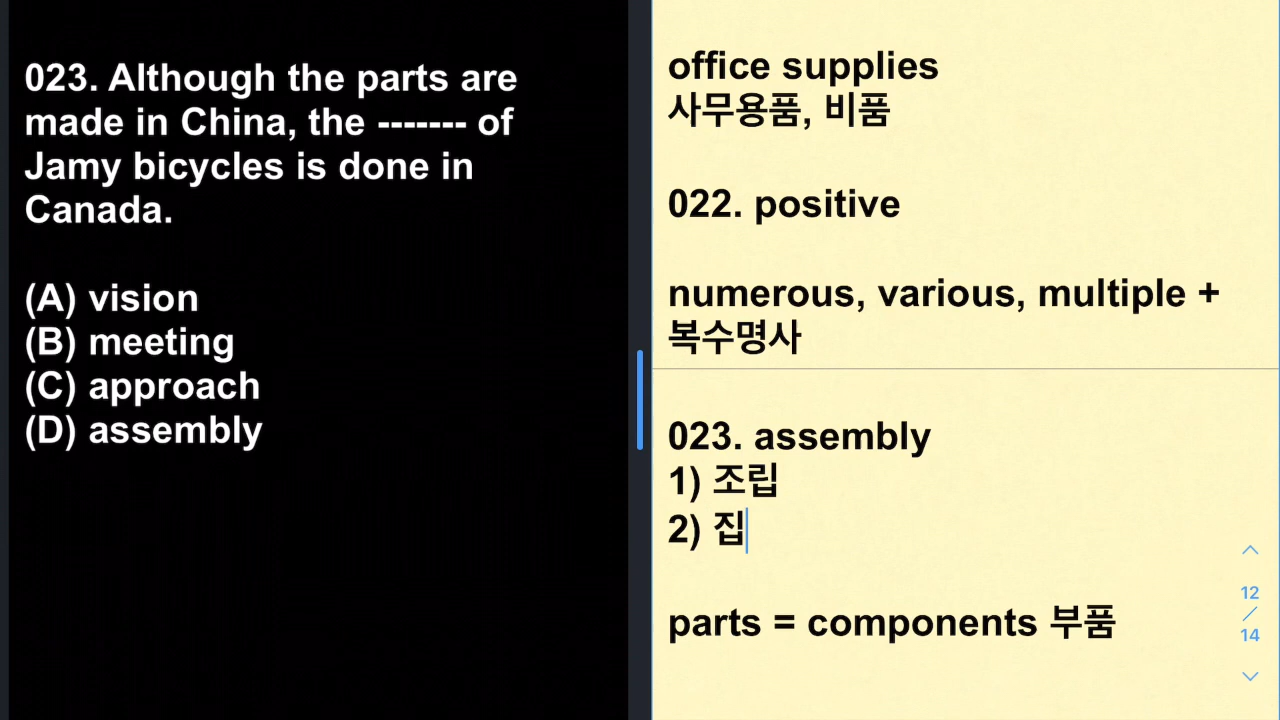 023. Although the parts are
made in China, the ------- of
Jamy bicycles is done in
Canada.
(A) vision
(B) meeting
(C) approach
(D) assembly
office supplies
사무용품, 비품
022. positive
numerous, various, multiple +
복수명사
023. assembly
1) 조립
2) 집
parts = components 부품
12
/
14